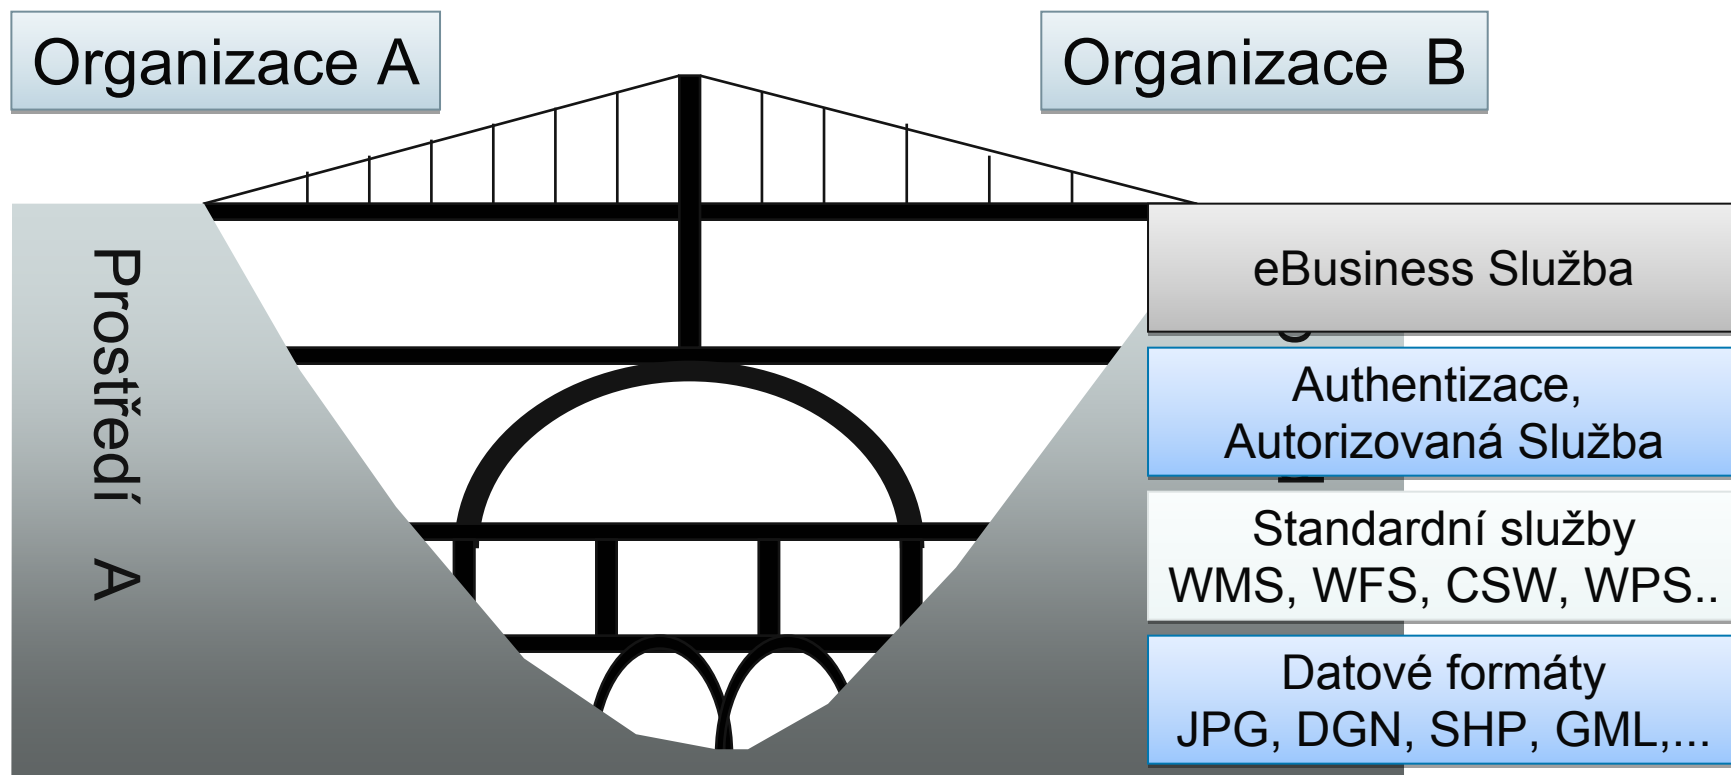 Organizace A
Organizace B
Prostředí A
eBusiness Služba
Authentizace,
Autorizovaná Služba
Standardní služby
WMS, WFS, CSW, WPS..
Datové formáty
JPG, DGN, SHP, GML,...